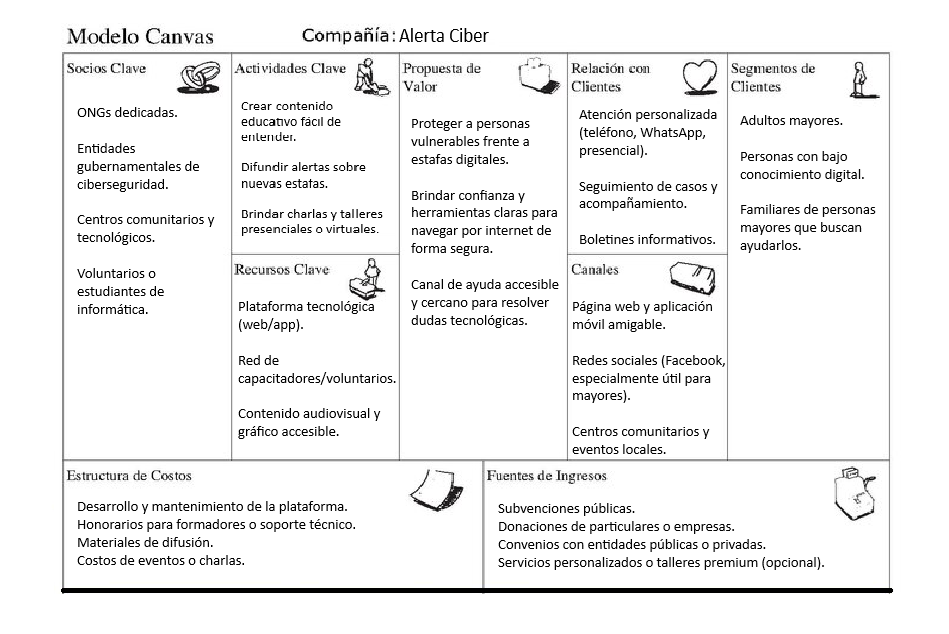 Modelo Canvas
Compañía: Alerta Ciber
Socios Clave
ONGs dedicadas.
Entidades
gubernamentales de
ciberseguridad.
Centros comunitarios y
tecnológicos.
Voluntarios o
estudiantes de
informática.
Actividades Clave
Crear contenido
educativo fácil de
entender.
Difundir alertas sobre
nuevas estafas.
Brindar charlas y talleres
presenciales o virtuales.
Recursos Clave
Plataforma tecnológica
(web/app).
Red de
capacitadores/voluntarios.
Contenido audiovisual y
gráfico accesible.
Propuesta de
Valor
Proteger a personas
vulnerables frente a
estafas digitales.
Brindar confianza y
herramientas claras para
navegar por internet de
forma segura.
Canal de ayuda accesible
y cercano para resolver
dudas tecnológicas.
Relación con
Clientes
Atención personalizada
(teléfono, WhatsApp,
presencial).
Seguimiento de casos y
acompañamiento.
Boletines informativos.
Canales
Página web y aplicación
móvil amigable.
Redes sociales (Facebook,
especialmente útil para
mayores).
Centros comunitarios y
eventos locales.
Segmentos de
Clientes
Adultos mayores.
Personas con bajo
conocimiento digital.
Familiares de personas
mayores que buscan
ayudarlos.
Estructura de Costos
Desarrollo y mantenimiento de la plataforma.
Honorarios para formadores o soporte técnico.
Materiales de difusión.
Costos de eventos o charlas.
Fuentes de Ingresos
Subvenciones públicas.
Donaciones de particulares o empresas.
Convenios con entidades públicas o privadas.
Servicios personalizados o talleres premium (opcional).